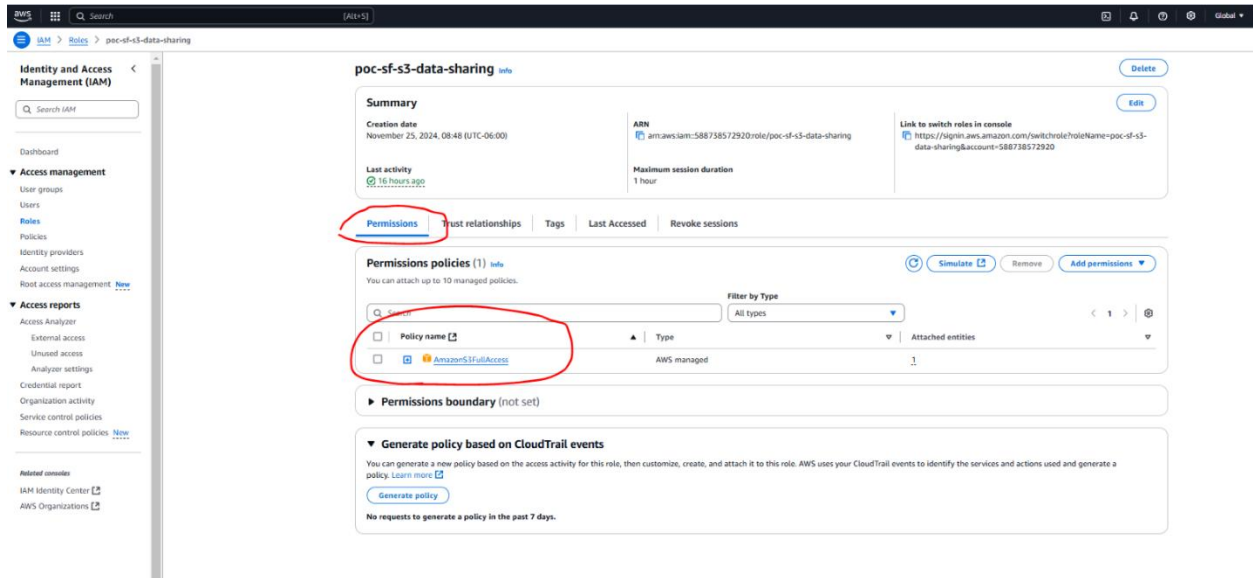 aws Search [Alt+S] Global
IAM > Roles > poc-sf-s3-data-sharing
Identity and Access Management (IAM)
Search IAM
Dashboard
Access management
User groups
Users
Roles
Policies
Identity providers
Account settings
Root access management New
Access reports
Access Analyzer
External access
Unused access
Analyzer settings
Credential report
Organization activity
Service control policies
Resource control policies New
Related consoles
IAM Identity Center
AWS Organizations
poc-sf-s3-data-sharing Info Delete
Summary Edit
Creation date
November 25, 2024, 08:48 (UTC-06:00)
ARN
arn:aws:iam::588738572920:role/poc-sf-s3-data-sharing
Link to switch roles in console
https://signin.aws.amazon.com/switchrole?roleName=poc-sf-s3-
data-sharing&account=588738572920
Last activity
16 hours ago
Maximum session duration
1 hour
Permissions Trust relationships Tags Last Accessed Revoke sessions
Permissions policies (1) Info Simulate Remove Add permissions
You can attach up to 10 managed policies.
Filter by Type
Search All types 1
Policy name Type Attached entities
AmazonS3FullAccess AWS managed 1
Permissions boundary (not set)
Generate policy based on CloudTrail events
You can generate a new policy based on the access activity for this role, then customize, create, and attach it to this role. AWS uses your CloudTrail events to identify the services and actions used and generate a
policy. Learn more
Generate policy
No requests to generate a policy in the past 7 days.